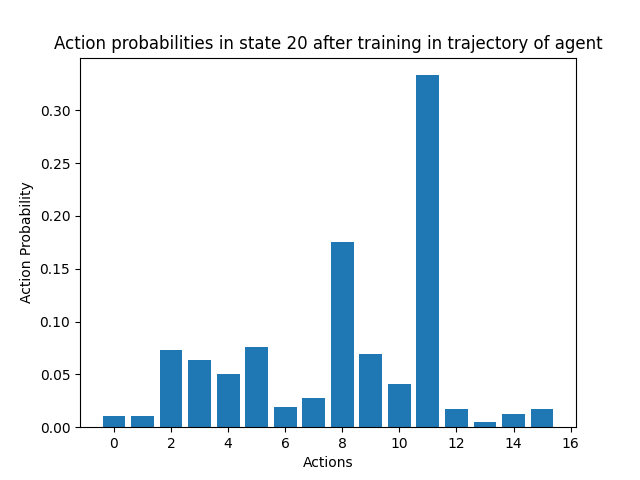 Action probabilities in state 20 after training in trajectory of agent
0.30
0.25
0.20
0.15
0.10
0.05
0.00
Action Probability
0 2 4 6 8 10 12 14 16
Actions